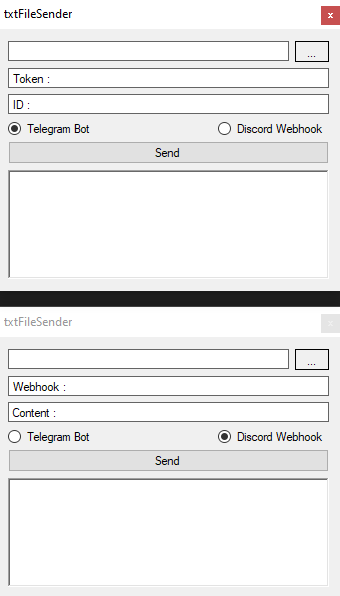 txtFileSender x
...
Token :
ID :
Telegram Bot Discord Webhook
Send
txtFileSender x
...
Webhook :
Content :
Telegram Bot Discord Webhook
Send